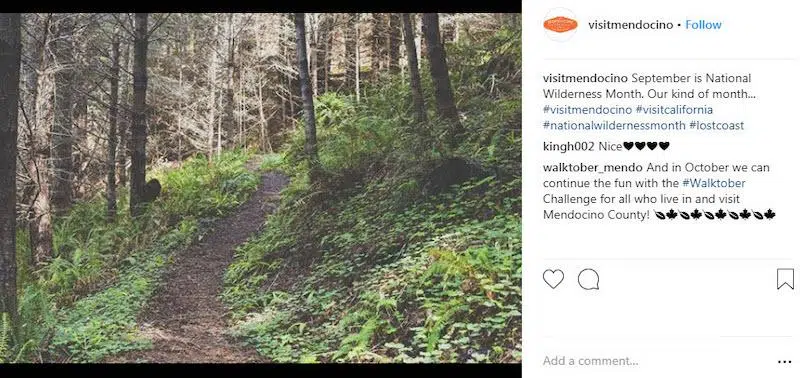 visitmendocino • Follow
visitmendocino September is National
Wilderness Month. Our kind of month...
#visitmendocino #visitcalifornia
#nationalwildernessmonth #lostcoast
kingh002 Nice🖤🖤🖤🖤
walktober_mendo And in October we can
continue the fun with the #Walktober
Challenge for all who live in and visit
Mendocino County! 🍃🍁🍃🍁🍃🍁🍃🍁
Add a comment...